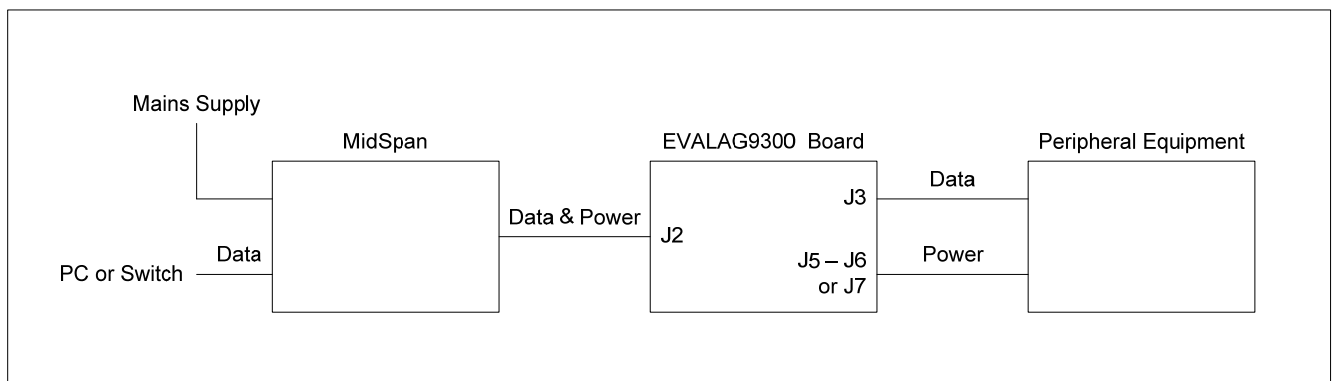 Mains Supply
MidSpan
EVALAG9300 Board
Peripheral Equipment
Data
J3
Data & Power
J2
Data
PC or Switch
J5 – J6
or J7
Power